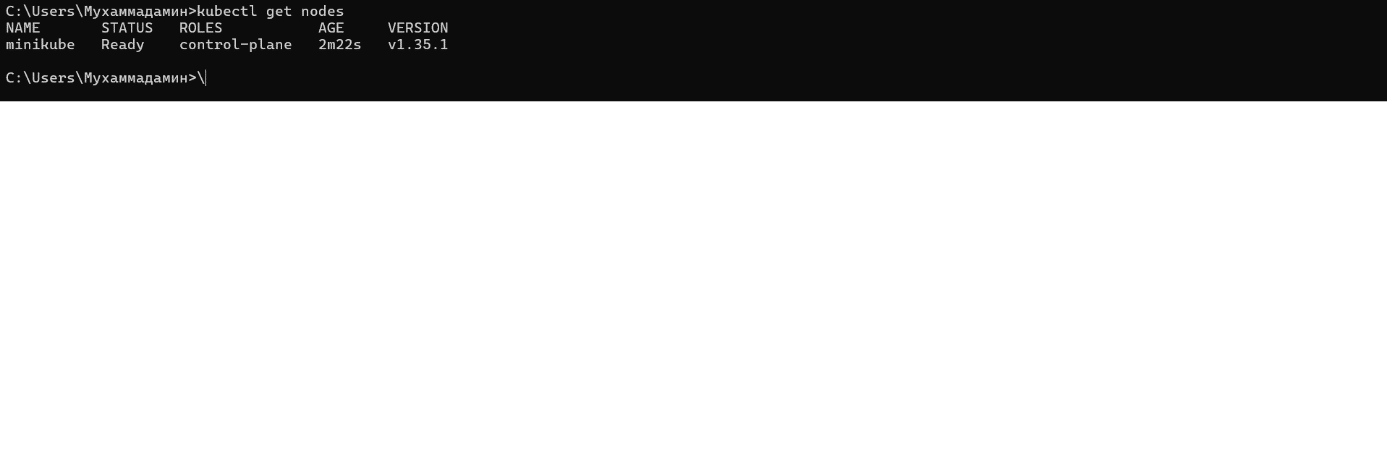 C:\Users\Мухаммадамин>kubectl get nodes
NAME       STATUS   ROLES           AGE     VERSION
minikube   Ready    control-plane   2m22s   v1.35.1
C:\Users\Мухаммадамин>\